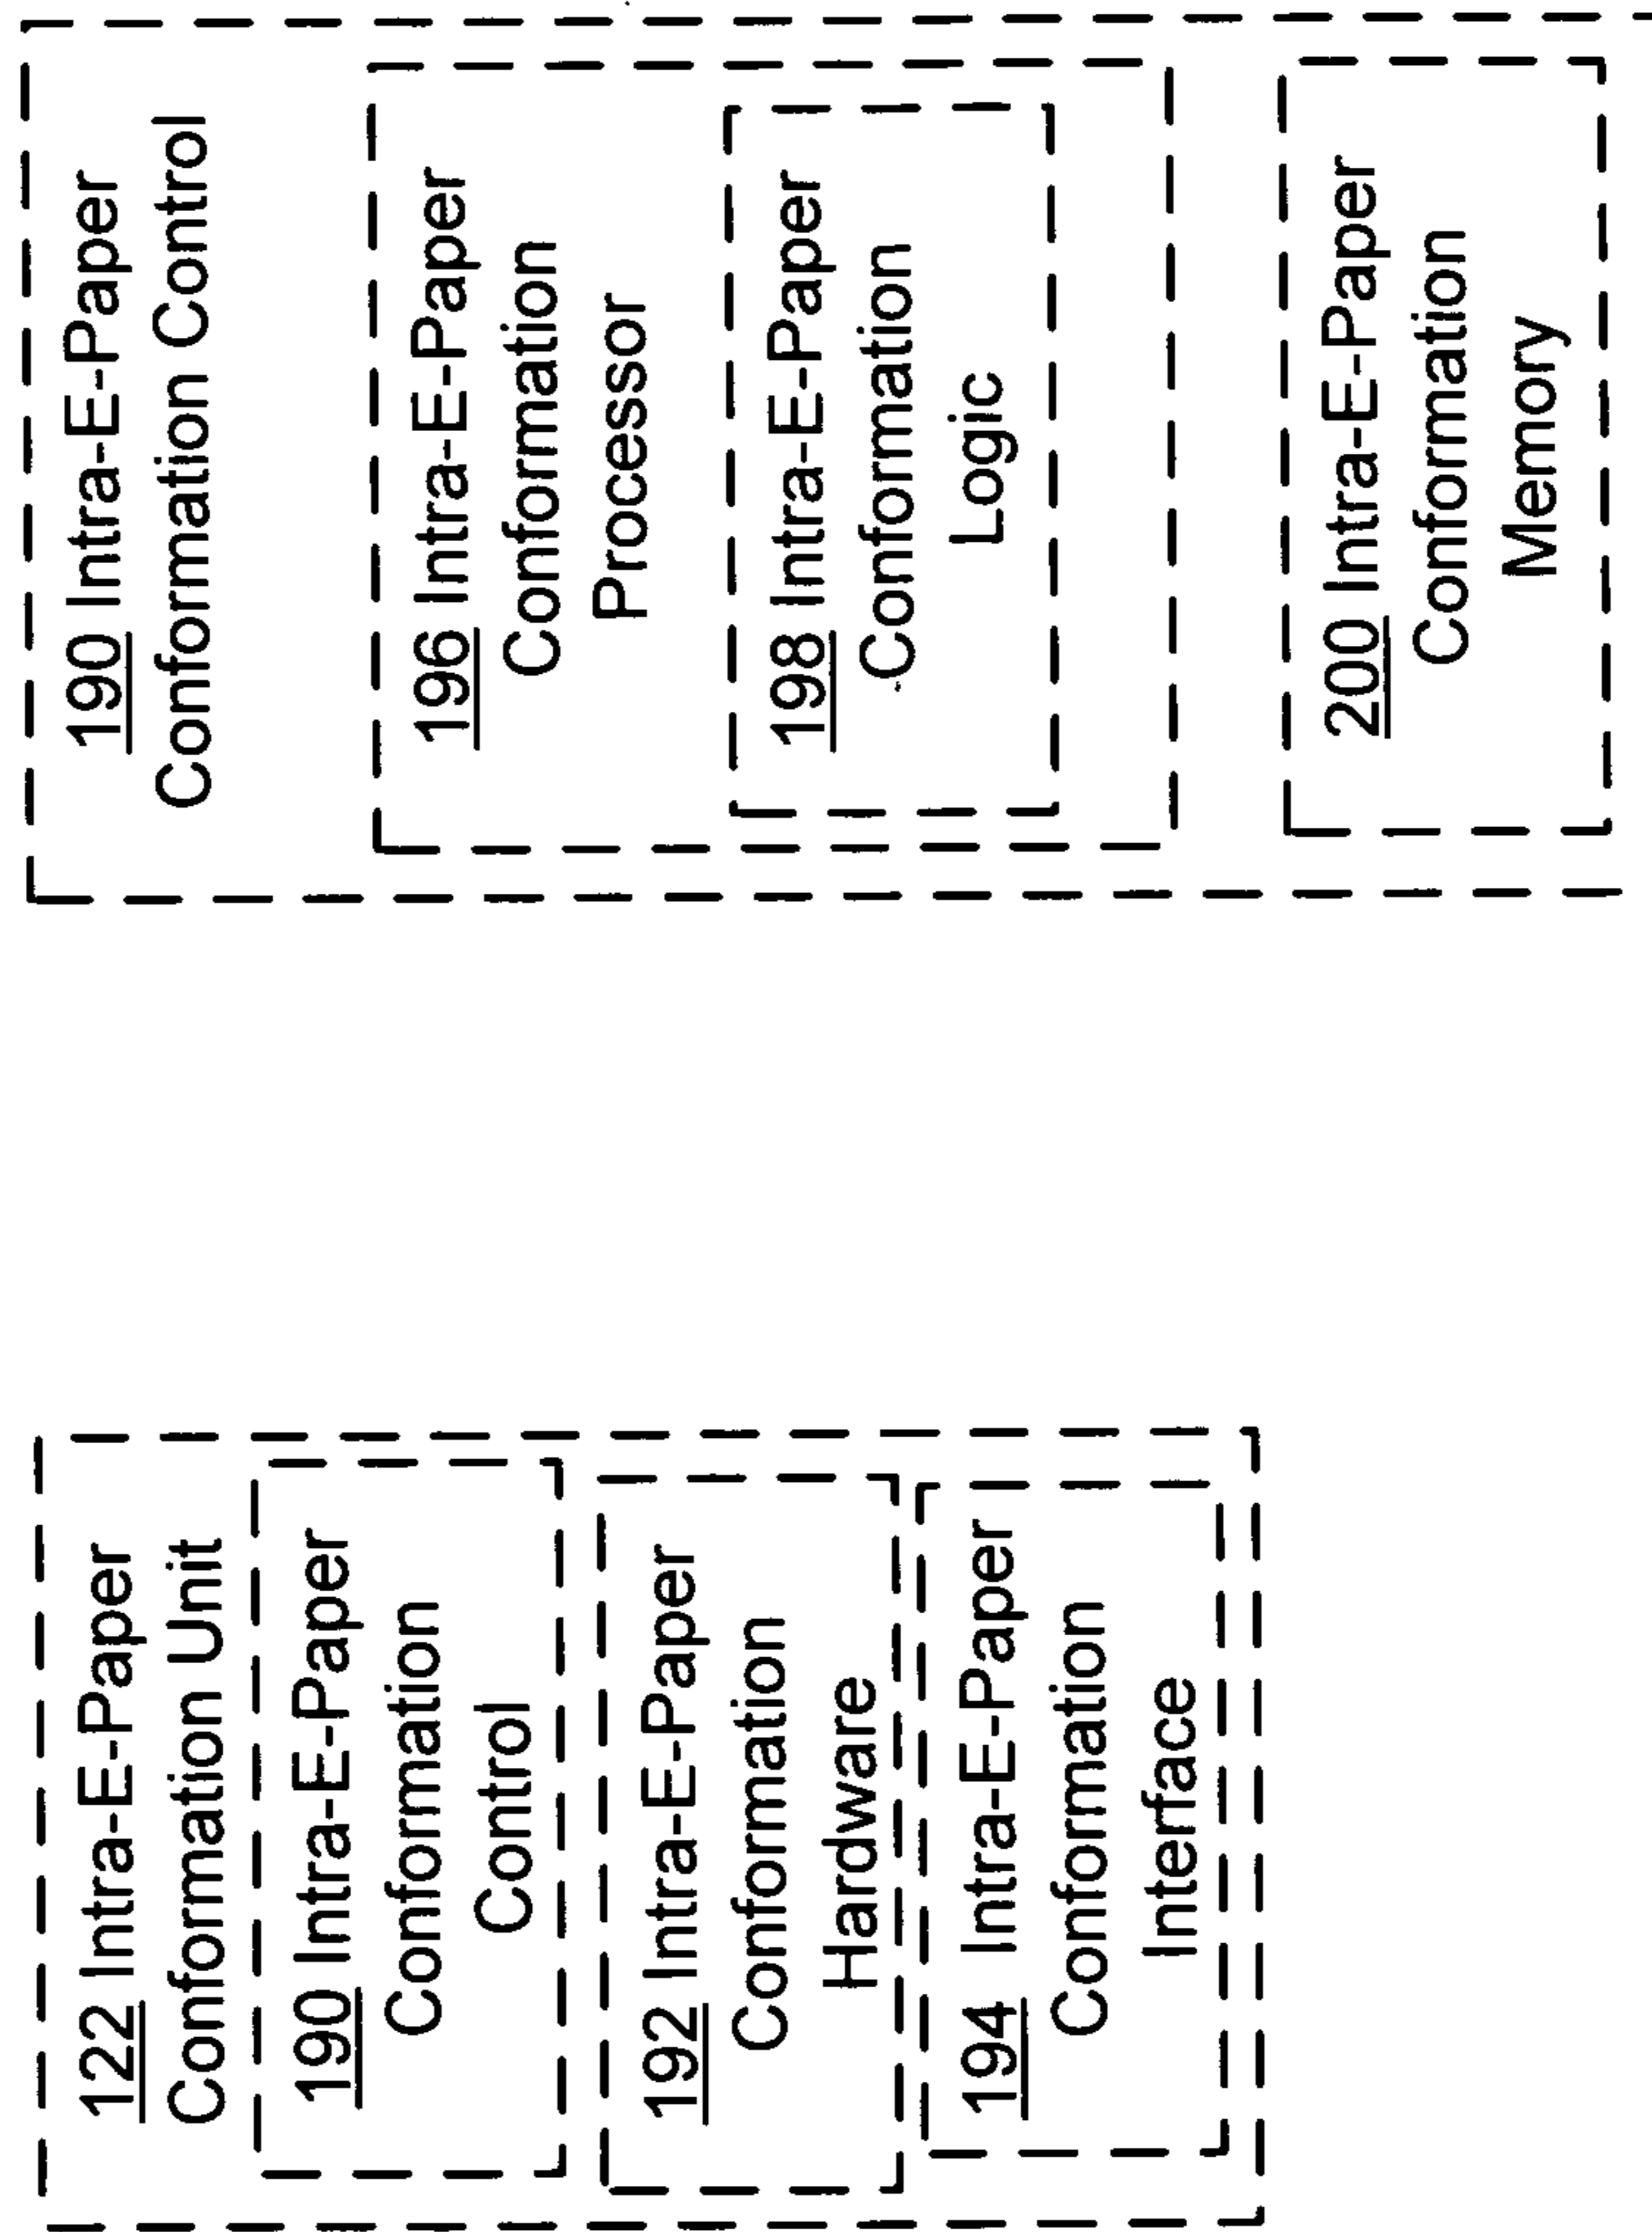 122 Intra-E-Paper
Conformation Unit
190 Intra-E-Paper
Conformation
Control
192 Intra-E-Paper
Conformation
Hardware
194 Intra-E-Paper
Conformation
Interface
190 Intra-E-Paper
Conformation Control
196 Intra-E-Paper
Conformation
Processor
198 Intra-E-Paper
Conformation
Logic
200 Intra-E-Paper
Conformation
Memory